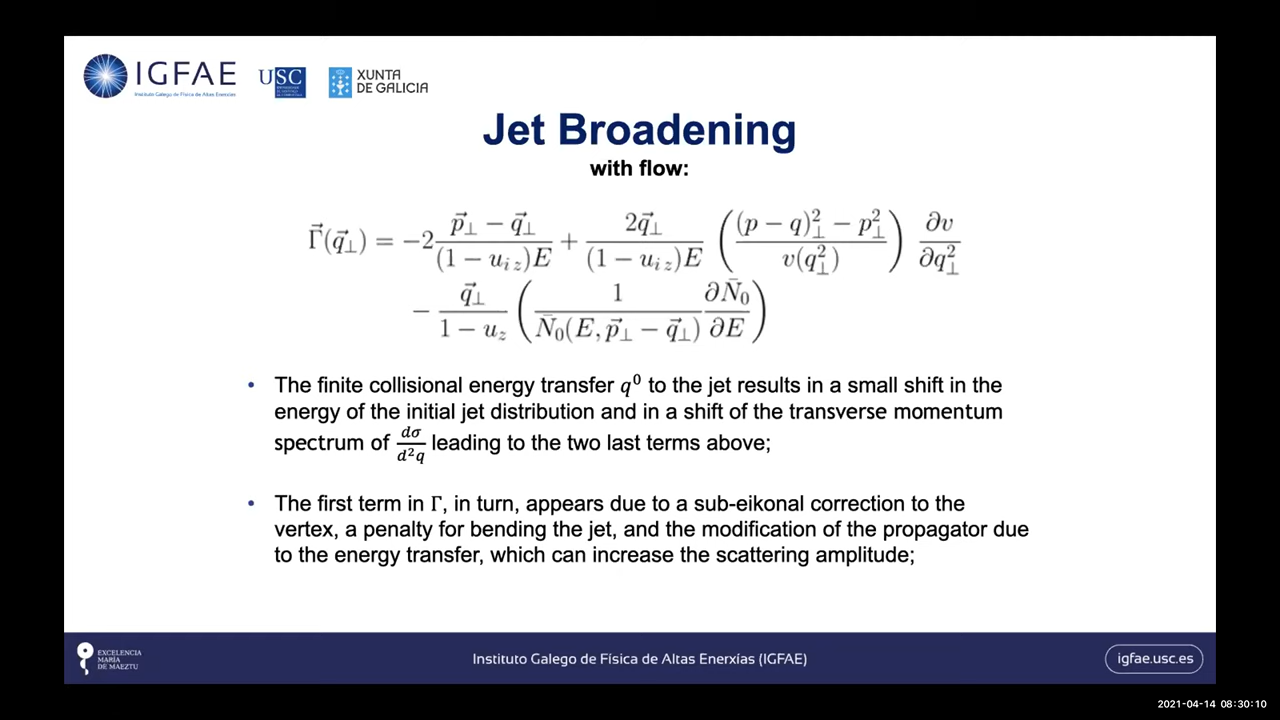 IGFAE
Instituto Galego de Física de Altas Enerxías
USC
XUNTA
DE GALICIA
Jet Broadening
with flow:
$\vec{\Gamma}(\vec{q}_\perp) = -2\frac{\vec{p}_\perp - \vec{q}_\perp}{(1 - u_{iz})E} + \frac{2\vec{q}_\perp}{(1 - u_{iz})E} \left(\frac{(p-q)_\perp^2 - p_\perp^2}{v(q_\perp^2)}\right) \frac{\partial v}{\partial q_\perp^2}$
$- \frac{\vec{q}_\perp}{1 - u_z} \left(\frac{1}{\bar{N}_0(E, \vec{p}_\perp - \vec{q}_\perp)} \frac{\partial \bar{N}_0}{\partial E}\right)$
• The finite collisional energy transfer $q^0$ to the jet results in a small shift in the
energy of the initial jet distribution and in a shift of the transverse momentum
spectrum of $\frac{d\sigma}{d^2q}$ leading to the two last terms above;
• The first term in Γ, in turn, appears due to a sub-eikonal correction to the
vertex, a penalty for bending the jet, and the modification of the propagator due
to the energy transfer, which can increase the scattering amplitude;
EXCELENCIA
MARÍA
DE MAEZTU
Instituto Galego de Física de Altas Enerxías (IGFAE)
igfae.usc.es
2021-04-14 08:30:10